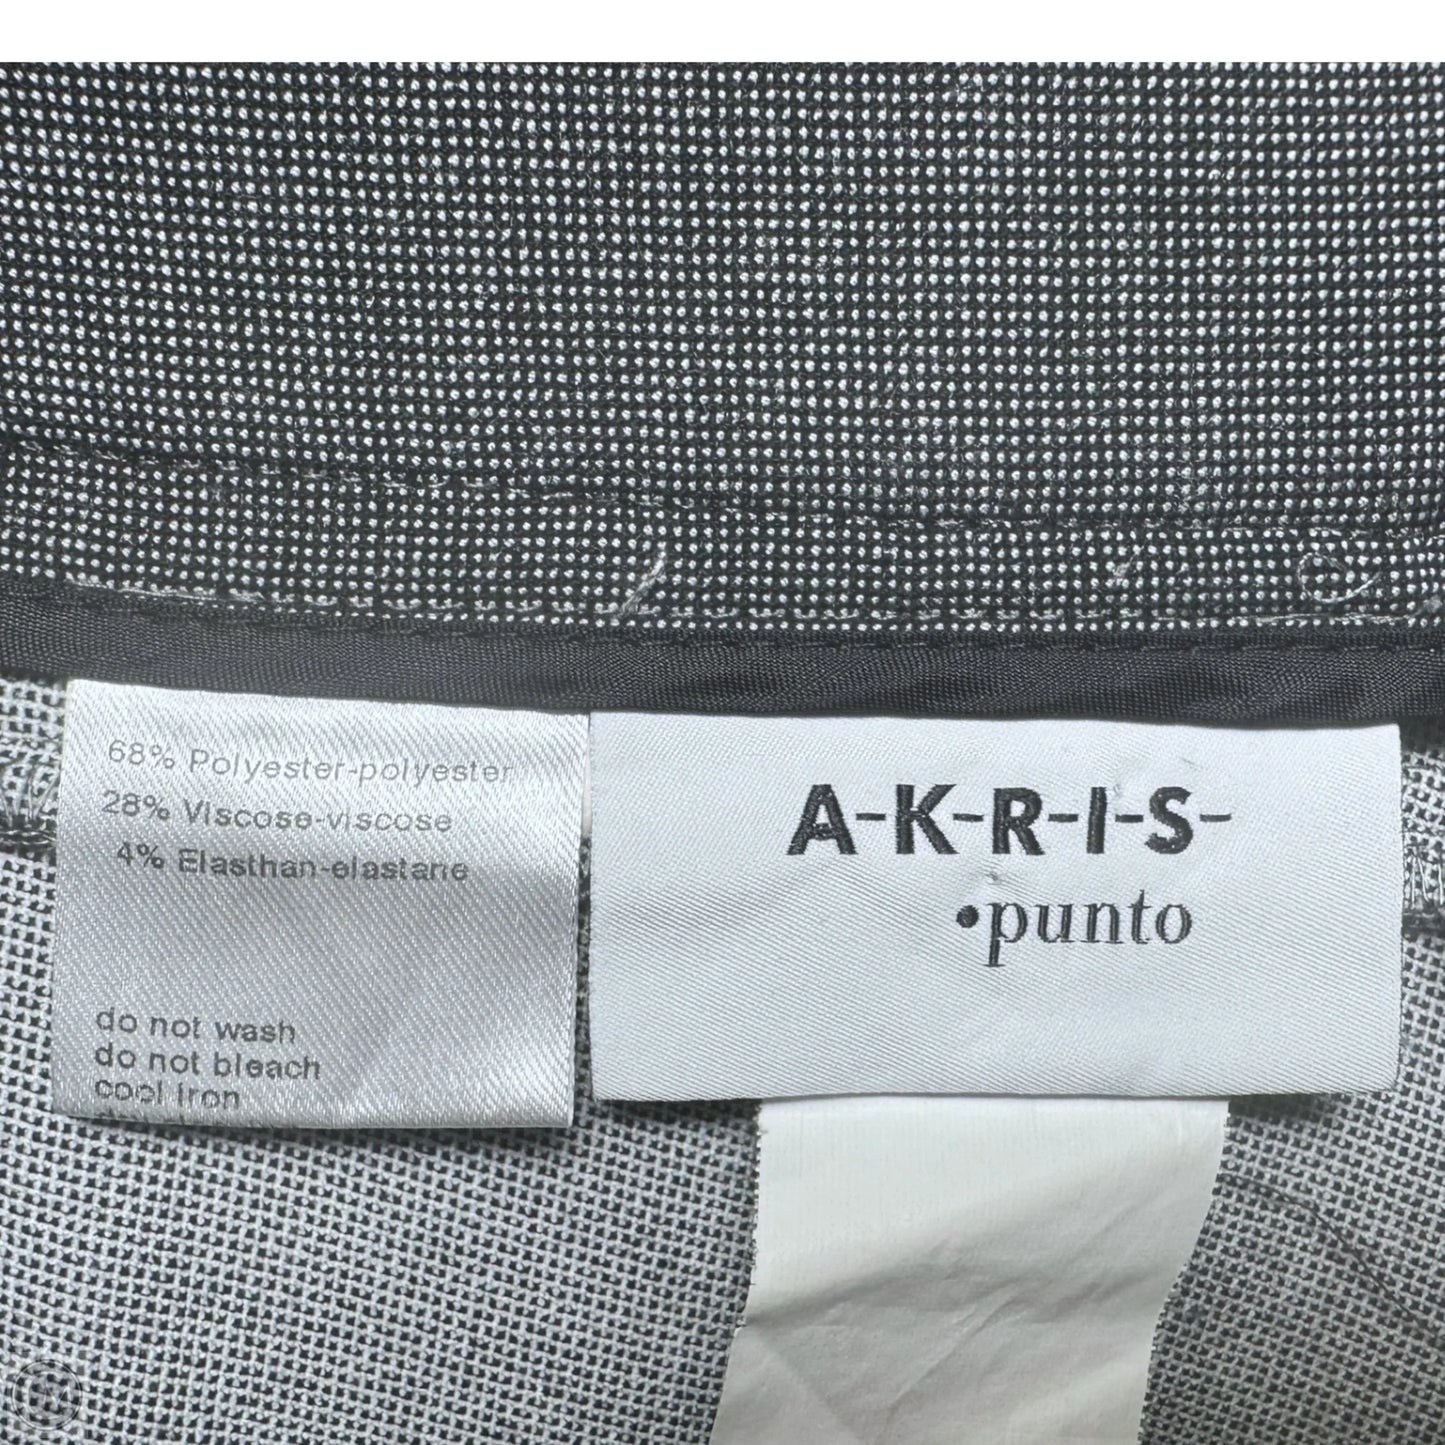 68% Polyester-polyester
28% Viscose-viscose
4% Elasthan-elastane
do not wash
do not bleach
cool iron
A-K-R-I-S-
•punto